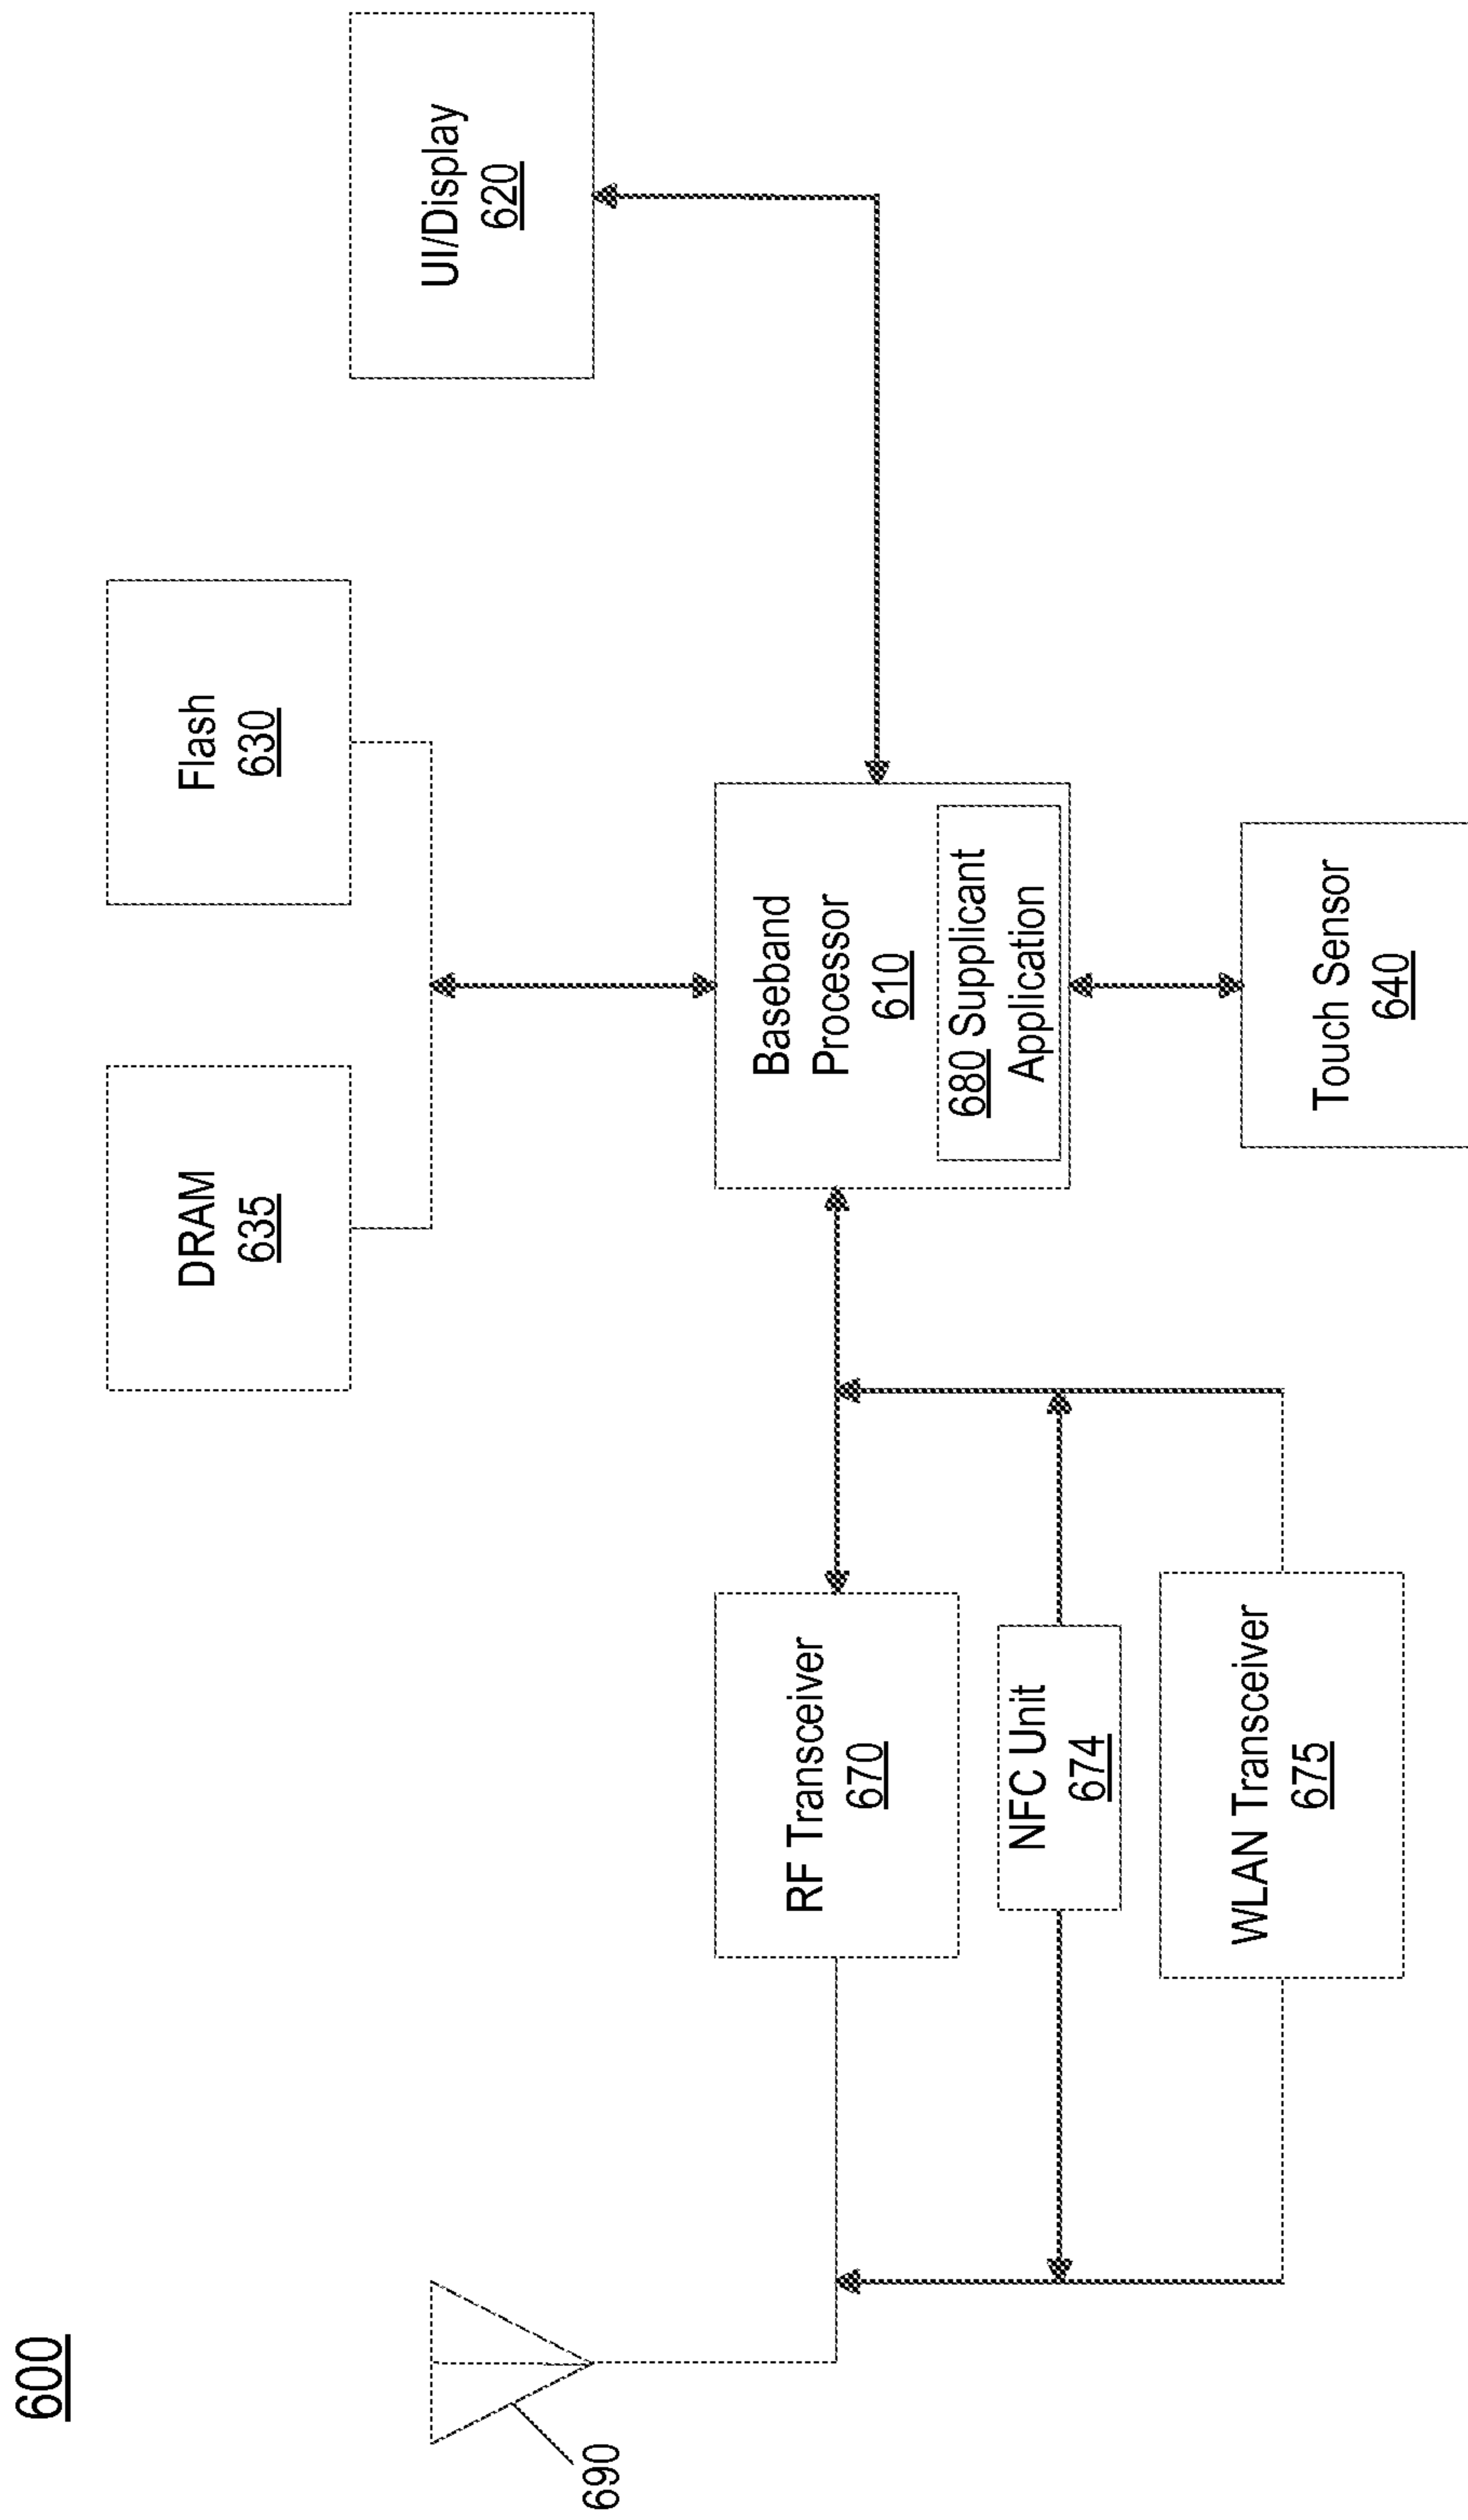 600
DRAM
635
Flash
630
UI/Display
620
690
RF Transceiver
670
NFC Unit
674
WLAN Transceiver
675
Baseband
Processor
610
680 Supplicant
Application
Touch Sensor
640